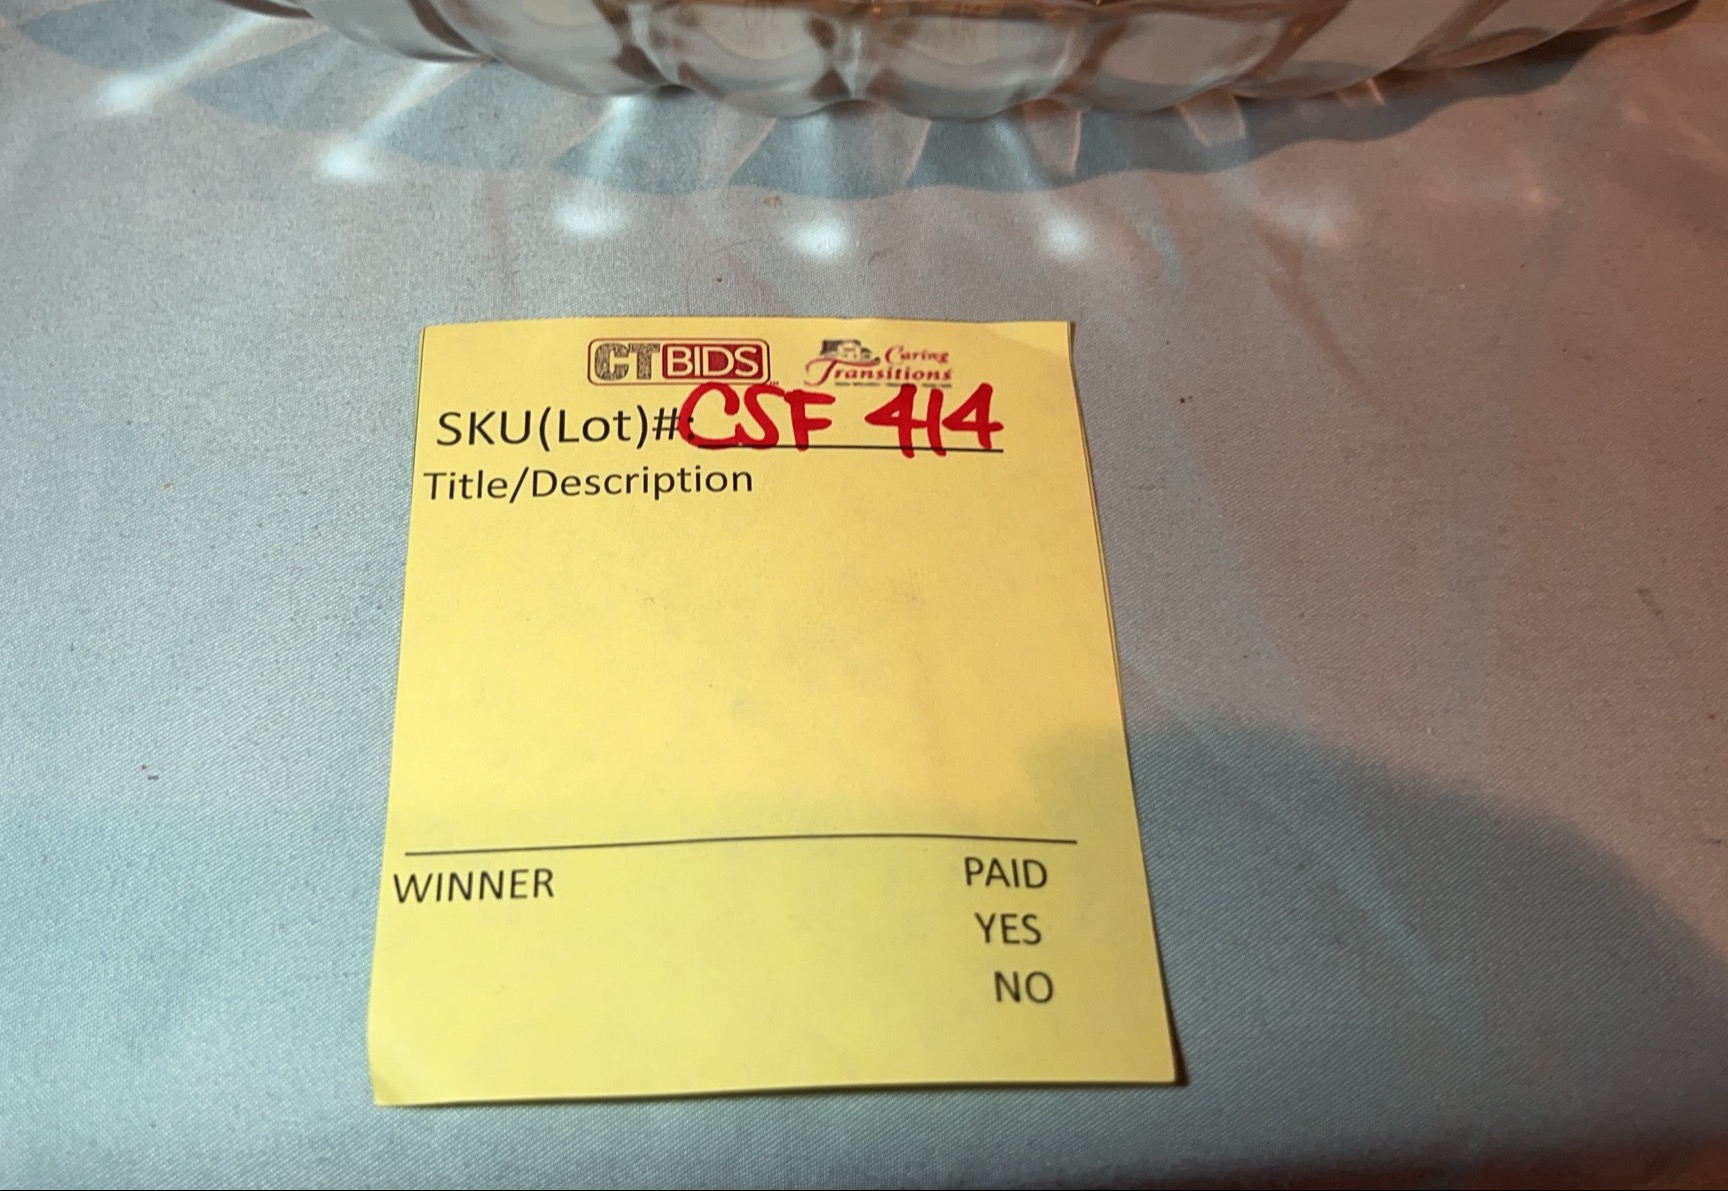 CTBIDS Caring Transitions
SKU(Lot)#: CSF 414
Title/Description
WINNER PAID
YES
NO